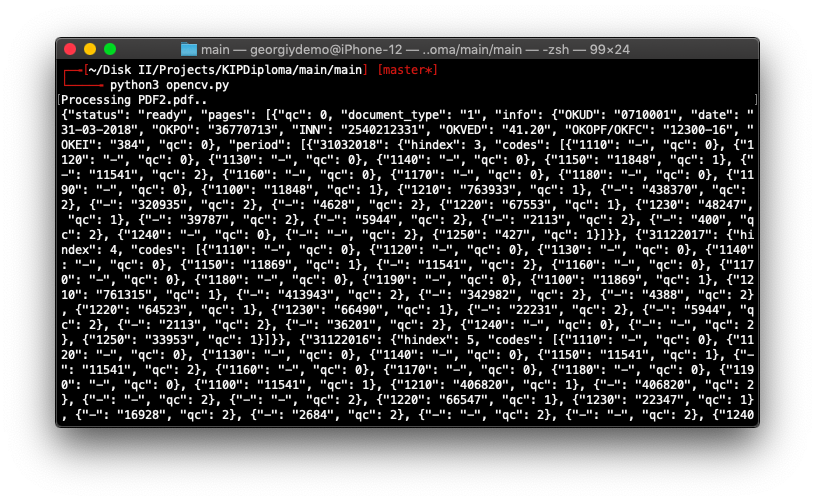 main — georgiydemo@iPhone-12 — ..oma/main/main — -zsh — 99×24
[~/Disk II/Projects/KIPDiploma/main/main] [master*]
python3 opencv.py
[Processing PDF2.pdf.. ]
{"status": "ready", "pages": [{"qc": 0, "document_type": "1", "info": {"OKUD": "0710001", "date": "
31-03-2018", "OKPO": "36770713", "INN": "2540212331", "OKVED": "41.20", "OKOPF/OKFC": "12300-16", "
OKEI": "384", "qc": 0}, "period": [{"31032018": {"hindex": 3, "codes": [{"1110": "—", "qc": 0}, {"1
120": "—", "qc": 0}, {"1130": "—", "qc": 0}, {"1140": "—", "qc": 0}, {"1150": "11848", "qc": 1}, {"
—": "11541", "qc": 2}, {"1160": "—", "qc": 0}, {"1170": "—", "qc": 0}, {"1180": "—", "qc": 0}, {"11
90": "—", "qc": 0}, {"1100": "11848", "qc": 1}, {"1210": "763933", "qc": 1}, {"—": "438370", "qc":
2}, {"—": "320935", "qc": 2}, {"—": "4628", "qc": 2}, {"1220": "67553", "qc": 1}, {"1230": "48247",
"qc": 1}, {"—": "39787", "qc": 2}, {"—": "5944", "qc": 2}, {"—": "2113", "qc": 2}, {"—": "400", "q
c": 2}, {"1240": "—", "qc": 0}, {"—": "—", "qc": 2}, {"1250": "427", "qc": 1}]}}, {"31122017": {"hi
ndex": 4, "codes": [{"1110": "—", "qc": 0}, {"1120": "—", "qc": 0}, {"1130": "—", "qc": 0}, {"1140"
: "—", "qc": 0}, {"1150": "11869", "qc": 1}, {"—": "11541", "qc": 2}, {"1160": "—", "qc": 0}, {"117
0": "—", "qc": 0}, {"1180": "—", "qc": 0}, {"1190": "—", "qc": 0}, {"1100": "11869", "qc": 1}, {"12
10": "761315", "qc": 1}, {"—": "413943", "qc": 2}, {"—": "342982", "qc": 2}, {"—": "4388", "qc": 2}
, {"1220": "64523", "qc": 1}, {"1230": "66490", "qc": 1}, {"—": "22231", "qc": 2}, {"—": "5944", "q
c": 2}, {"—": "2113", "qc": 2}, {"—": "36201", "qc": 2}, {"1240": "—", "qc": 0}, {"—": "—", "qc": 2
}, {"1250": "33953", "qc": 1}]}}, {"31122016": {"hindex": 5, "codes": [{"1110": "—", "qc": 0}, {"11
20": "—", "qc": 0}, {"1130": "—", "qc": 0}, {"1140": "—", "qc": 0}, {"1150": "11541", "qc": 1}, {"—
": "11541", "qc": 2}, {"1160": "—", "qc": 0}, {"1170": "—", "qc": 0}, {"1180": "—", "qc": 0}, {"119
0": "—", "qc": 0}, {"1100": "11541", "qc": 1}, {"1210": "406820", "qc": 1}, {"—": "406820", "qc": 2
}, {"—": "—", "qc": 2}, {"—": "—", "qc": 2}, {"1220": "66547", "qc": 1}, {"1230": "22347", "qc": 1}
, {"—": "16928", "qc": 2}, {"—": "2684", "qc": 2}, {"—": "—", "qc": 2}, {"—": "—", "qc": 2}, {"1240